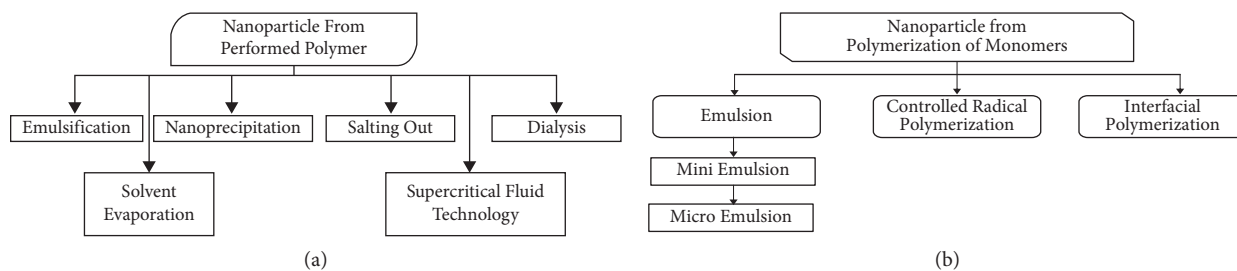 Nanoparticle From
Performed Polymer
Emulsification
Nanoprecipitation
Salting Out
Dialysis
Solvent
Evaporation
Supercritical Fluid
Technology
(a)
Nanoparticle from
Polymerization of Monomers
Emulsion
Controlled Radical
Polymerization
Interfacial
Polymerization
Mini Emulsion
Micro Emulsion
(b)